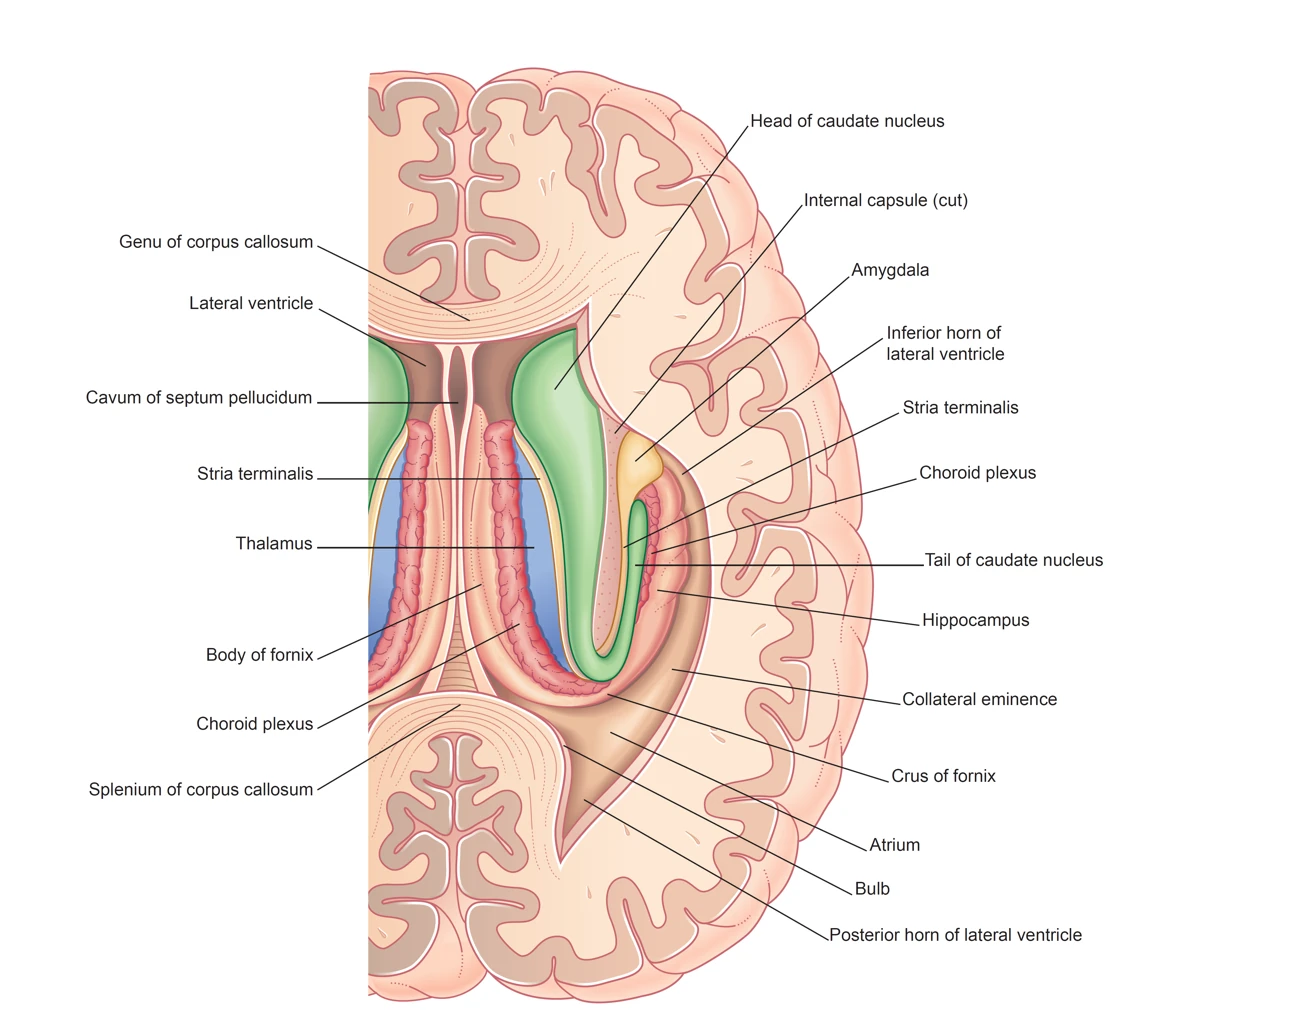 Head of caudate nucleus
Internal capsule (cut)
Genu of corpus callosum
Amygdala
Lateral ventricle
Inferior horn of
lateral ventricle
Cavum of septum pellucidum
Stria terminalis
Stria terminalis
Choroid plexus
Thalamus
Tail of caudate nucleus
Hippocampus
Body of fornix
Collateral eminence
Choroid plexus
Crus of fornix
Splenium of corpus callosum
Atrium
Bulb
Posterior horn of lateral ventricle